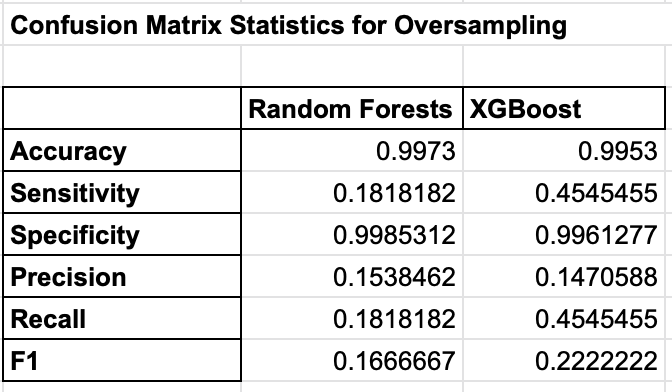 Confusion Matrix Statistics for Oversampling
Random Forests XGBoost
Accuracy 0.9973 0.9953
Sensitivity 0.1818182 0.4545455
Specificity 0.9985312 0.9961277
Precision 0.1538462 0.1470588
Recall 0.1818182 0.4545455
F1 0.1666667 0.2222222